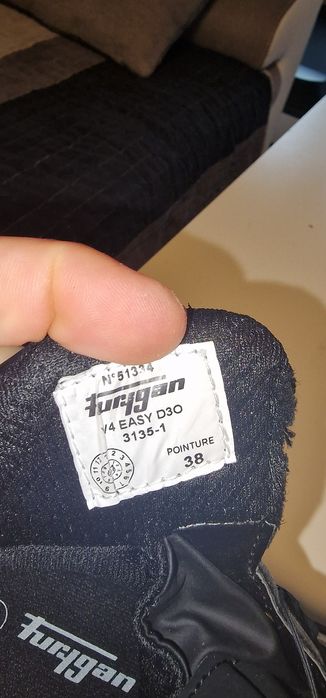 N°51334
Furygan
V4 EASY D3O
3135-1
POINTURE
38
Furygan